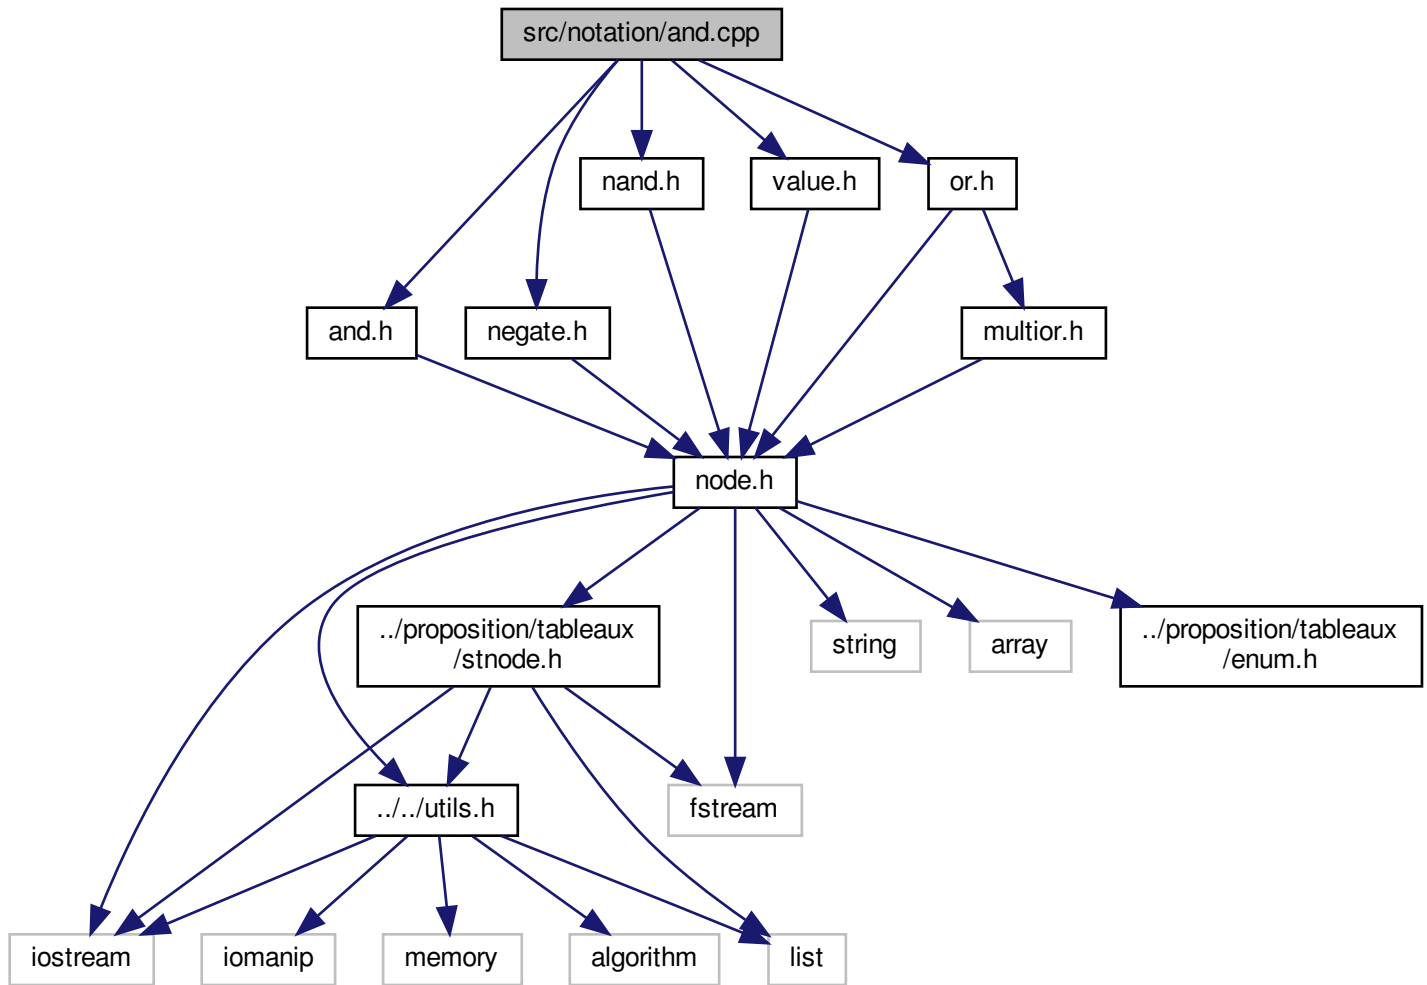 src/notation/and.cpp
nand.h
value.h
or.h
and.h
negate.h
multior.h
node.h
../proposition/tableaux
/stnode.h
string
array
../proposition/tableaux
/enum.h
../../utils.h
fstream
iostream
iomanip
memory
algorithm
list